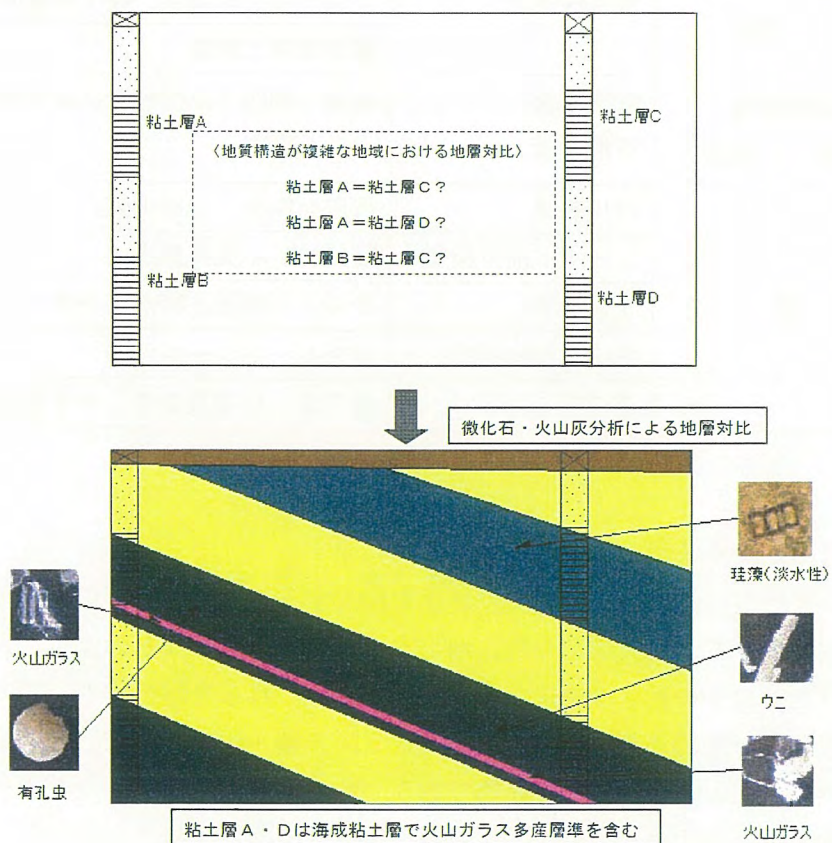 粘土層A
粘土層C
〈地質構造が複雑な地域における地層対比〉
粘土層A=粘土層C?
粘土層A=粘土層D?
粘土層B=粘土層C?
粘土層B
粘土層D
微化石・火山灰分析による地層対比
珪藻(淡水性)
火山ガラス
ウニ
有孔虫
火山ガラス
粘土層A・Dは海成粘土層で火山ガラス多産層準を含む